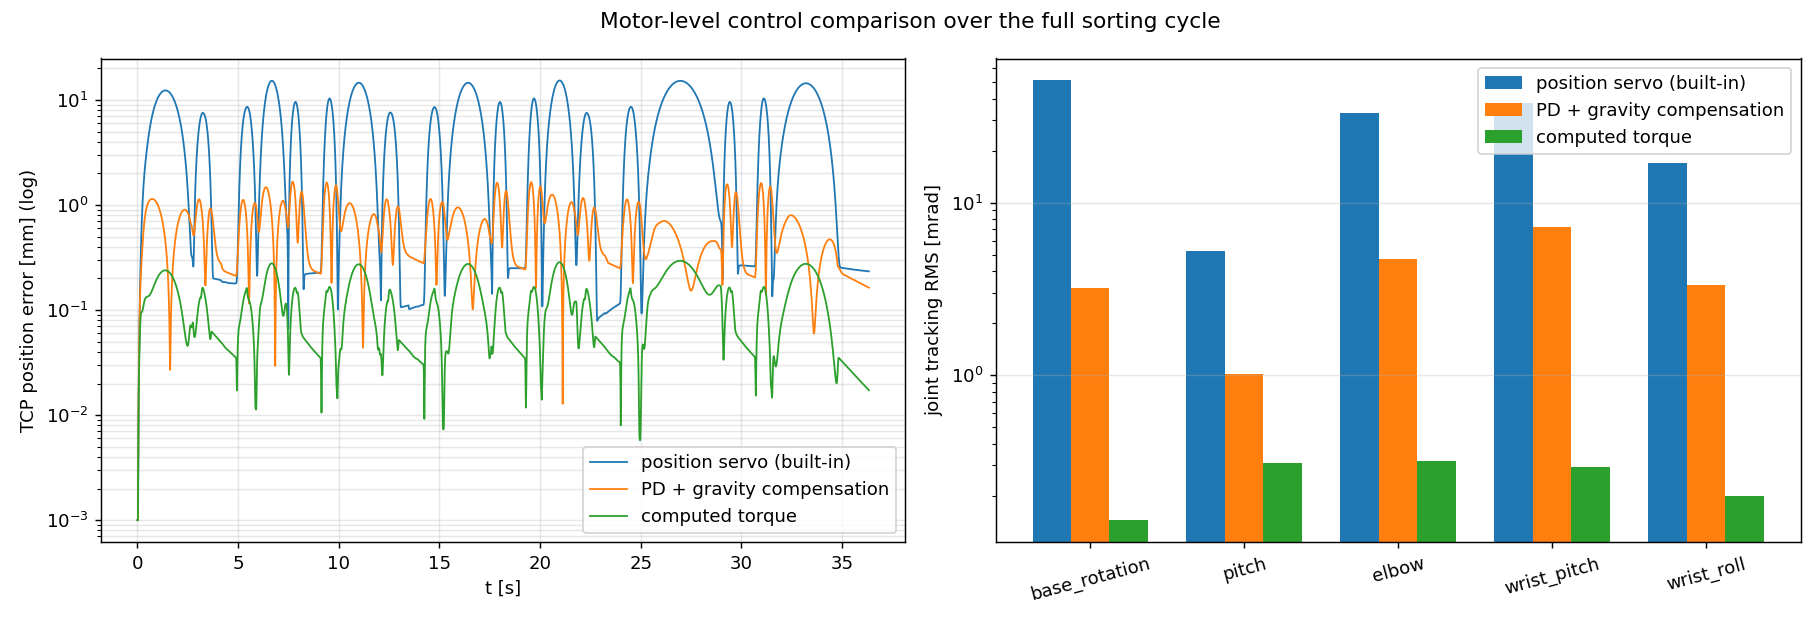 Motor-level control comparison over the full sorting cycle
TCP position error [mm] (log)
10¹
10⁰
10⁻¹
10⁻²
10⁻³
position servo (built-in)
PD + gravity compensation
computed torque
0 5 10 15 20 25 30 35
t [s]
joint tracking RMS [mrad]
10¹
10⁰
position servo (built-in)
PD + gravity compensation
computed torque
base_rotation pitch elbow wrist_pitch wrist_roll